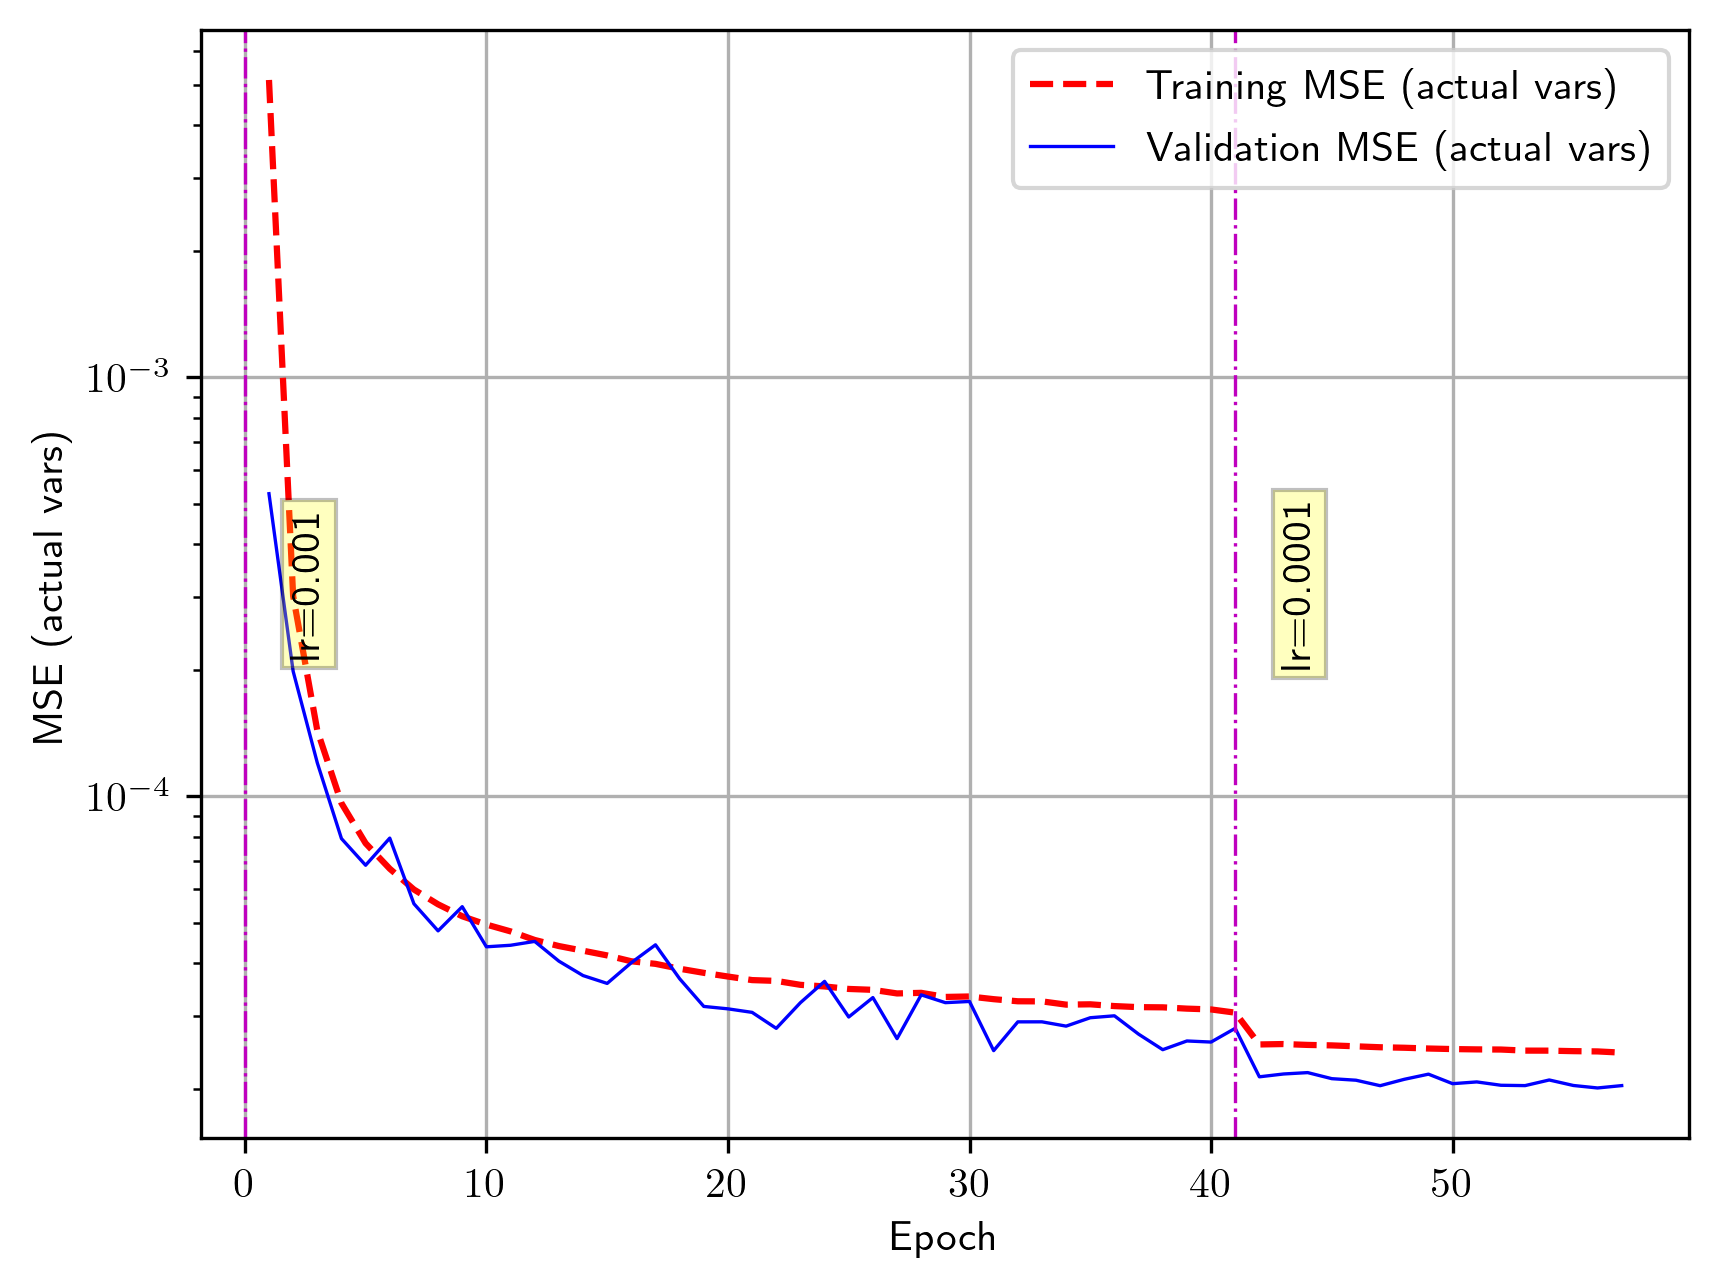 Training MSE (actual vars)
Validation MSE (actual vars)
10⁻³
10⁻⁴
MSE (actual vars)
lr=0.001
lr=0.0001
0 10 20 30 40 50
Epoch